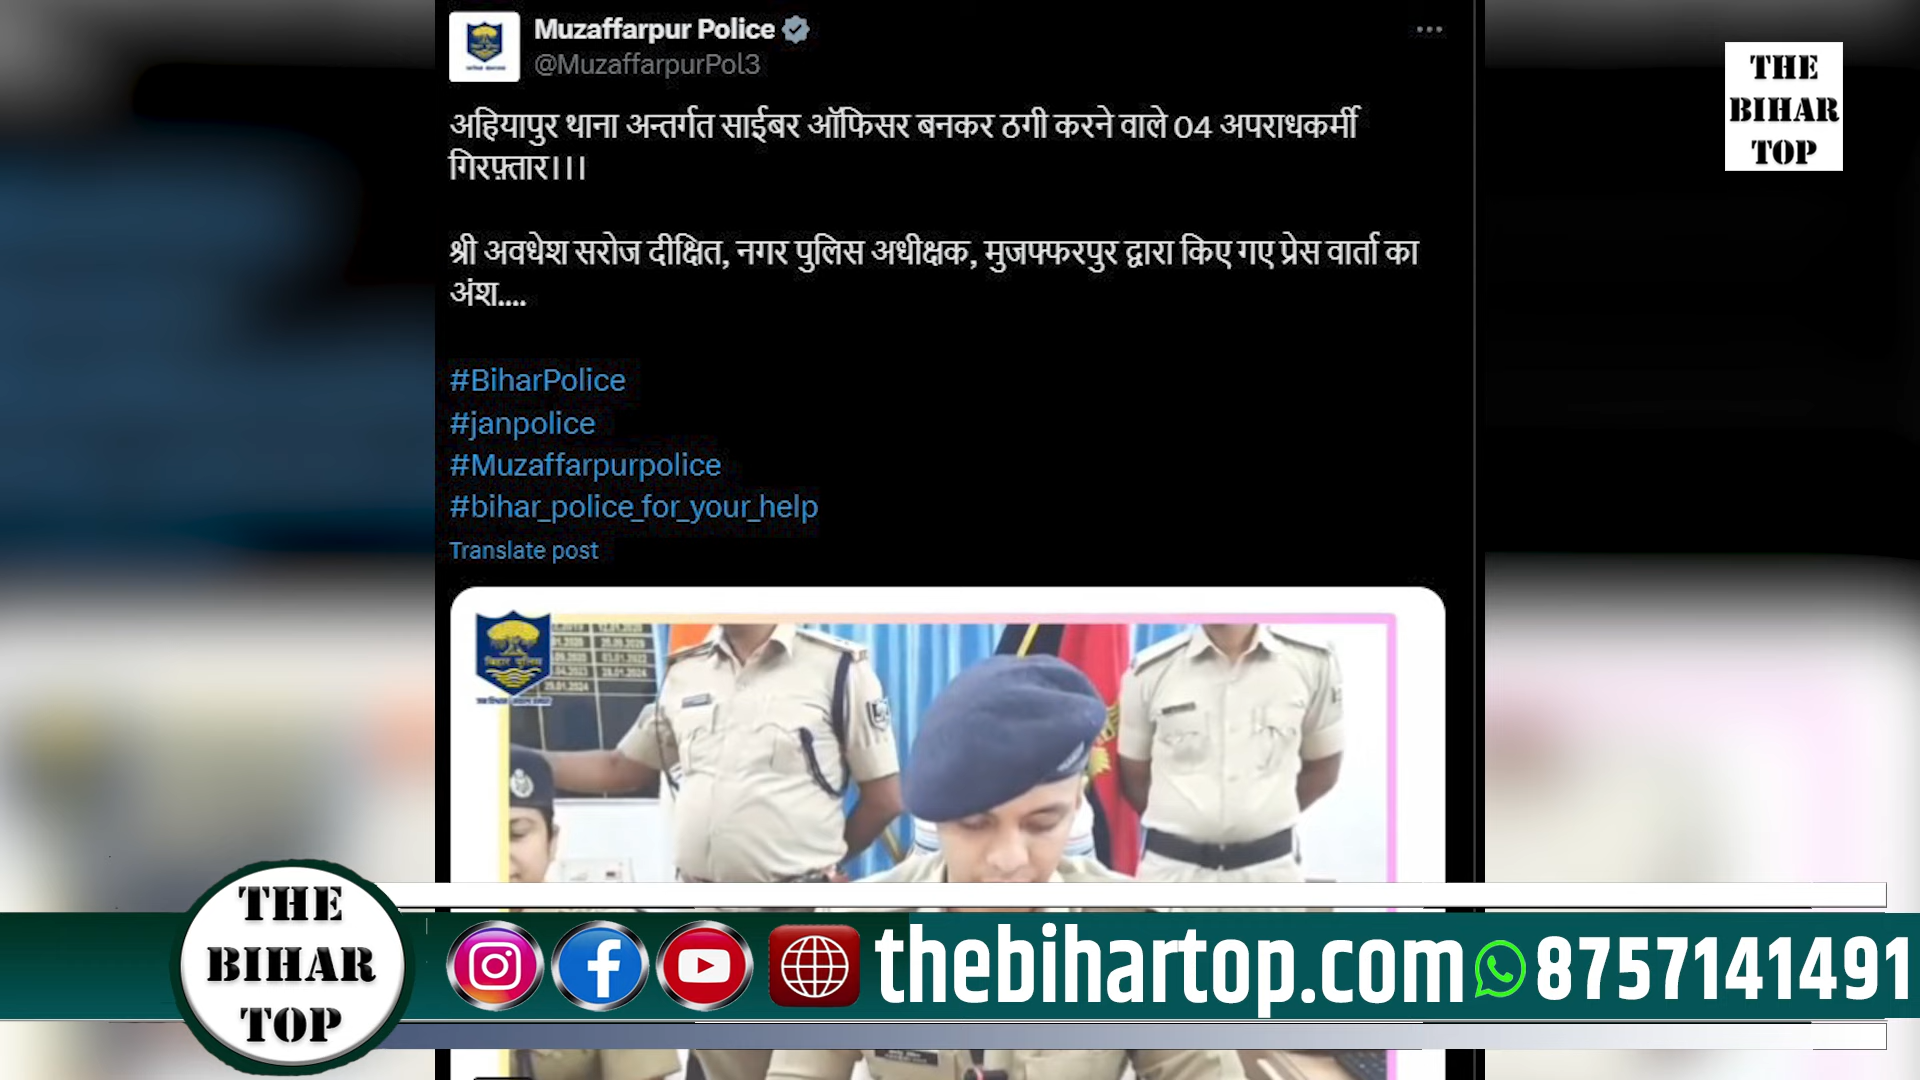 Muzaffarpur Police
@MuzaffarpurPol3
अहियापुर थाना अन्तर्गत साईबर ऑफिसर बनकर ठगी करने वाले 04 अपराधकर्मी
गिरफ़्तार।।।
श्री अवधेश सरोज दीक्षित, नगर पुलिस अधीक्षक, मुजफ्फरपुर द्वारा किए गए प्रेस वार्ता का
अंश....
#BiharPolice
#janpolice
#Muzaffarpurpolice
#bihar_police_for_your_help
Translate post
THE
BIHAR
TOP
बिहार पुलिस
THE
BIHAR
TOP
thebihartop.com
8757141491